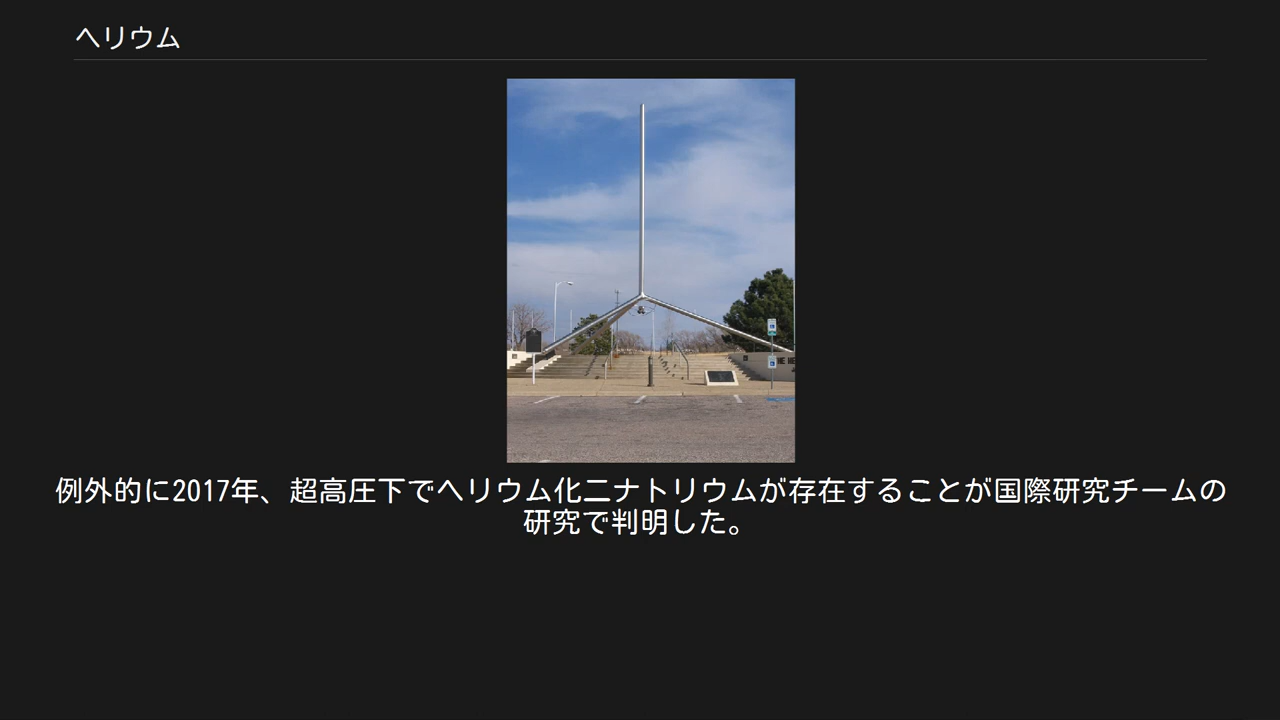 ヘリウム
例外的に2017年、超高圧下でヘリウム化二ナトリウムが存在することが国際研究チームの
研究で判明した。